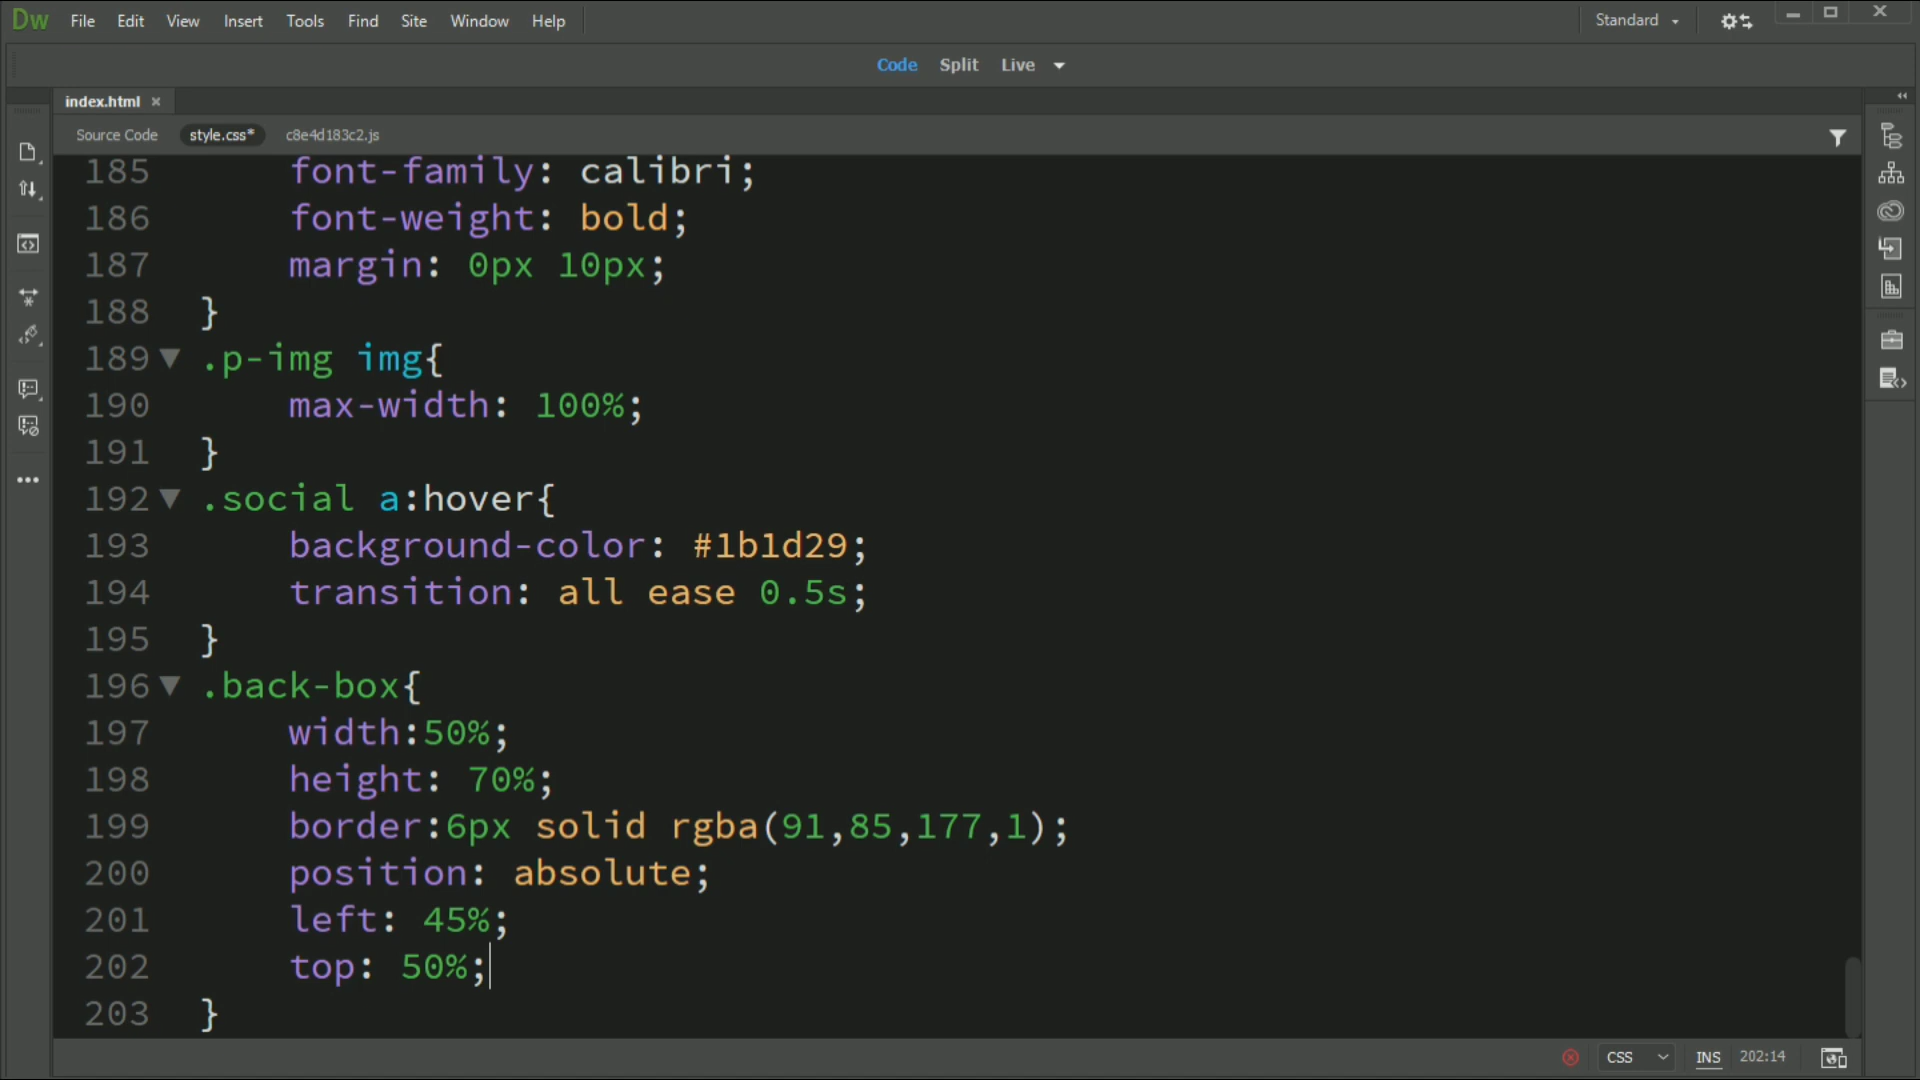 Dw File Edit View Insert Tools Find Site Window Help Standard
Code Split Live
index.html ×
Source Code style.css* c8e4d183c2.js
185 font-family: calibri;
186 font-weight: bold;
187 margin: 0px 10px;
188 }
189 .p-img img{
190 max-width: 100%;
191 }
192 .social a:hover{
193 background-color: #1b1d29;
194 transition: all ease 0.5s;
195 }
196 .back-box{
197 width:50%;
198 height: 70%;
199 border:6px solid rgba(91,85,177,1);
200 position: absolute;
201 left: 45%;
202 top: 50%;
203 }
CSS INS 202:14